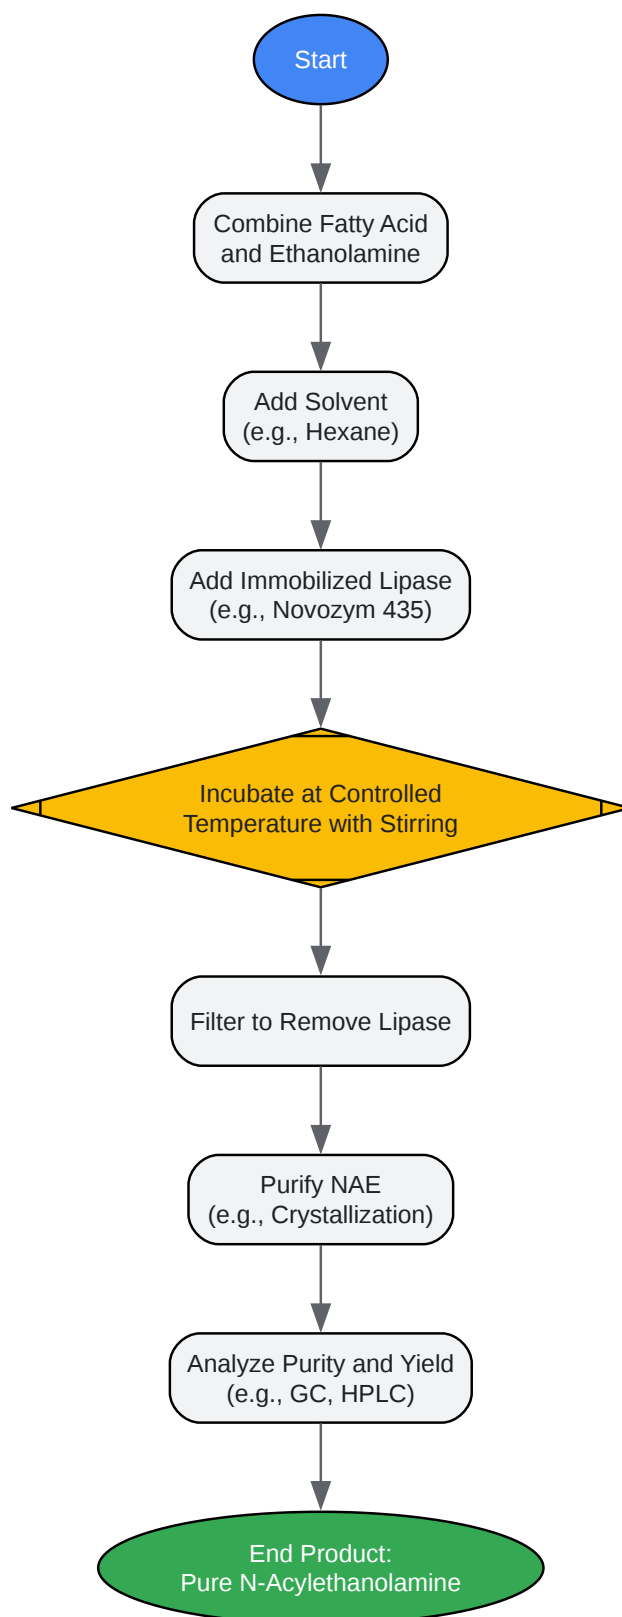 Start
Combine Fatty Acid
and Ethanolamine
Add Solvent
(e.g., Hexane)
Add Immobilized Lipase
(e.g., Novozym 435)
Incubate at Controlled
Temperature with Stirring
Filter to Remove Lipase
Purify NAE
(e.g., Crystallization)
Analyze Purity and Yield
(e.g., GC, HPLC)
End Product:
Pure N-Acylethanolamine